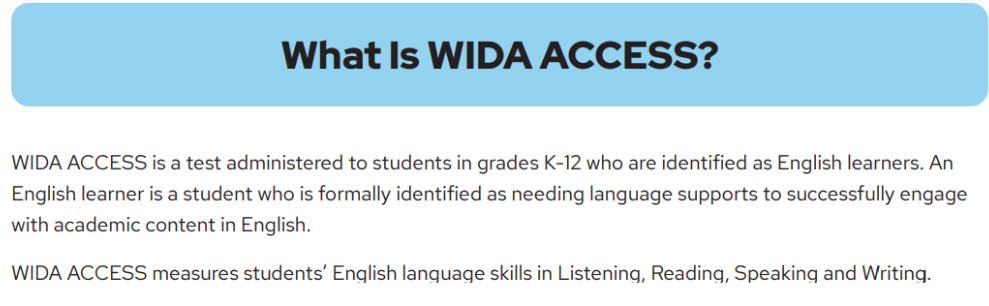 What Is WIDA ACCESS?
WIDA ACCESS is a test administered to students in grades K-12 who are identified as English learners. An
English learner is a student who is formally identified as needing language supports to successfully engage
with academic content in English.
WIDA ACCESS measures students’ English language skills in Listening, Reading, Speaking and Writing.